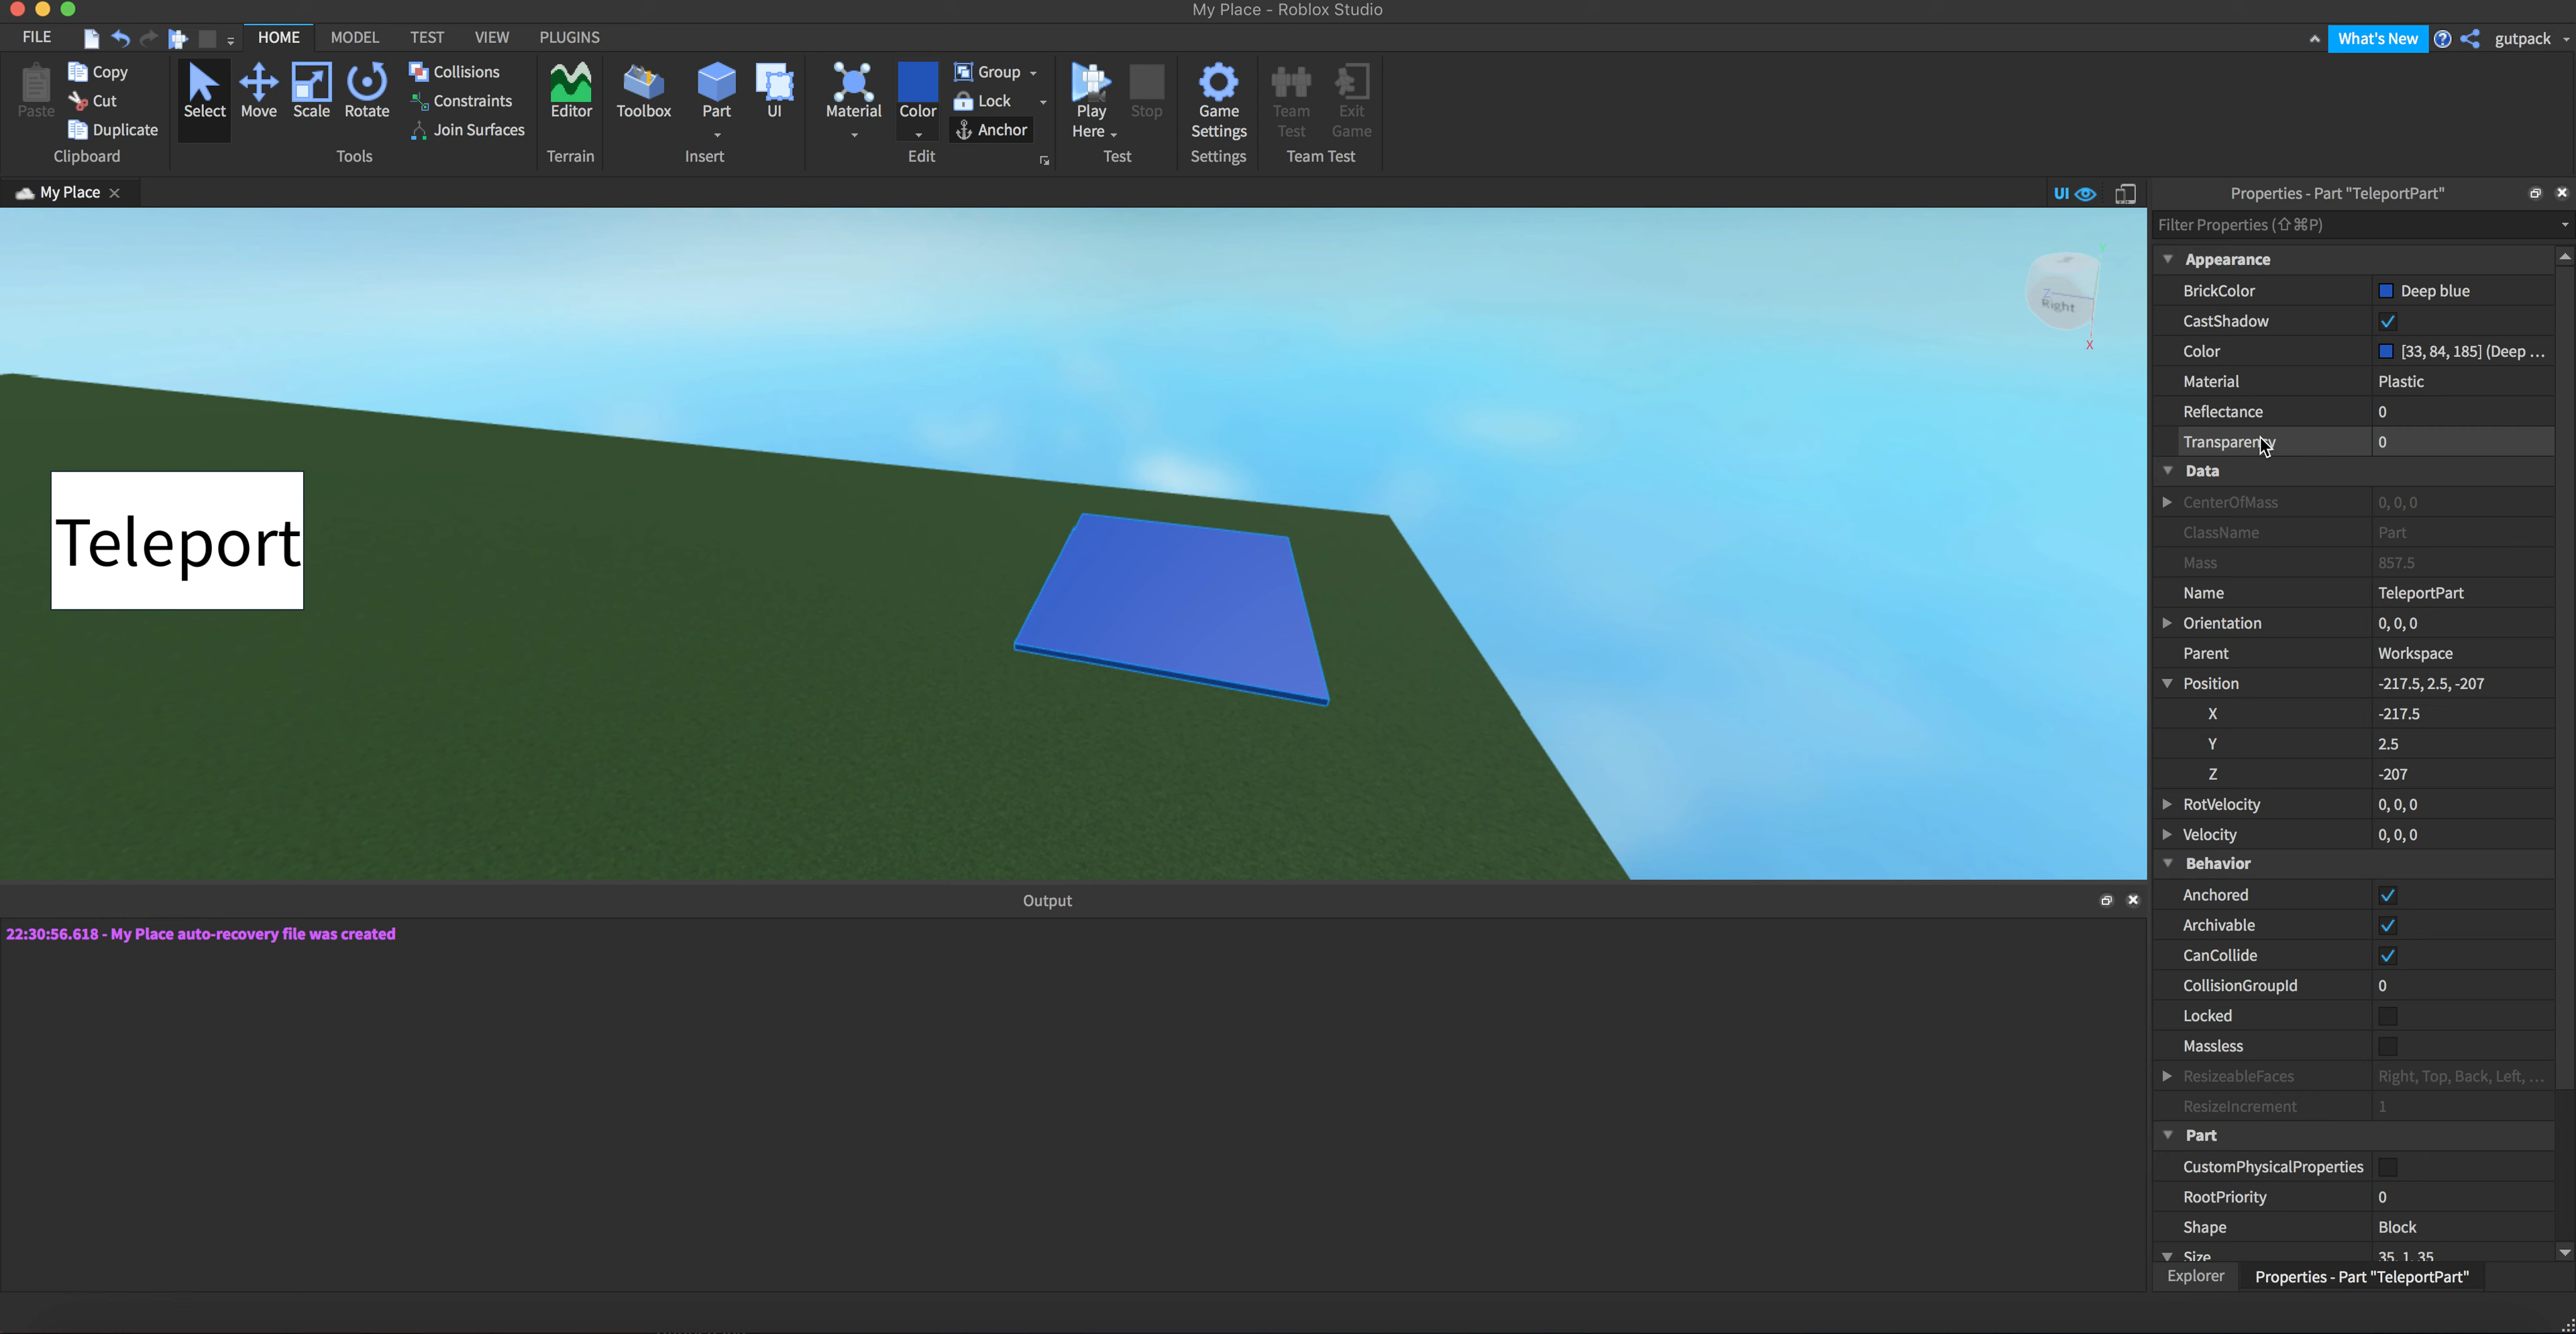 My Place - Roblox Studio
FILE HOME MODEL TEST VIEW PLUGINS What's New gutpack
Paste Copy Cut Duplicate Clipboard
Select Move Scale Rotate Collisions Constraints Join Surfaces Tools
Editor Terrain
Toolbox Part UI Insert
Material Color Group Lock Anchor Edit
Play Here Stop Test
Game Settings Settings
Team Test Exit Game Team Test
My Place UI
Properties - Part "TeleportPart"
Filter Properties (⇧⌘P)
Appearance
BrickColor Deep blue
CastShadow
Color [33, 84, 185] (Deep ...
Material Plastic
Reflectance 0
Transparency 0
Data
CenterOfMass 0, 0, 0
ClassName Part
Mass 857.5
Name TeleportPart
Orientation 0, 0, 0
Parent Workspace
Position -217.5, 2.5, -207
X -217.5
Y 2.5
Z -207
RotVelocity 0, 0, 0
Velocity 0, 0, 0
Behavior
Anchored
Archivable
CanCollide
CollisionGroupId 0
Locked
Massless
ResizeableFaces Right, Top, Back, Left, ...
ResizeIncrement 1
Part
CustomPhysicalProperties
RootPriority 0
Shape Block
Size 35, 1, 35
Explorer Properties - Part "TeleportPart"
Y
Z
Right
X
Teleport
Output
22:30:56.618 - My Place auto-recovery file was created